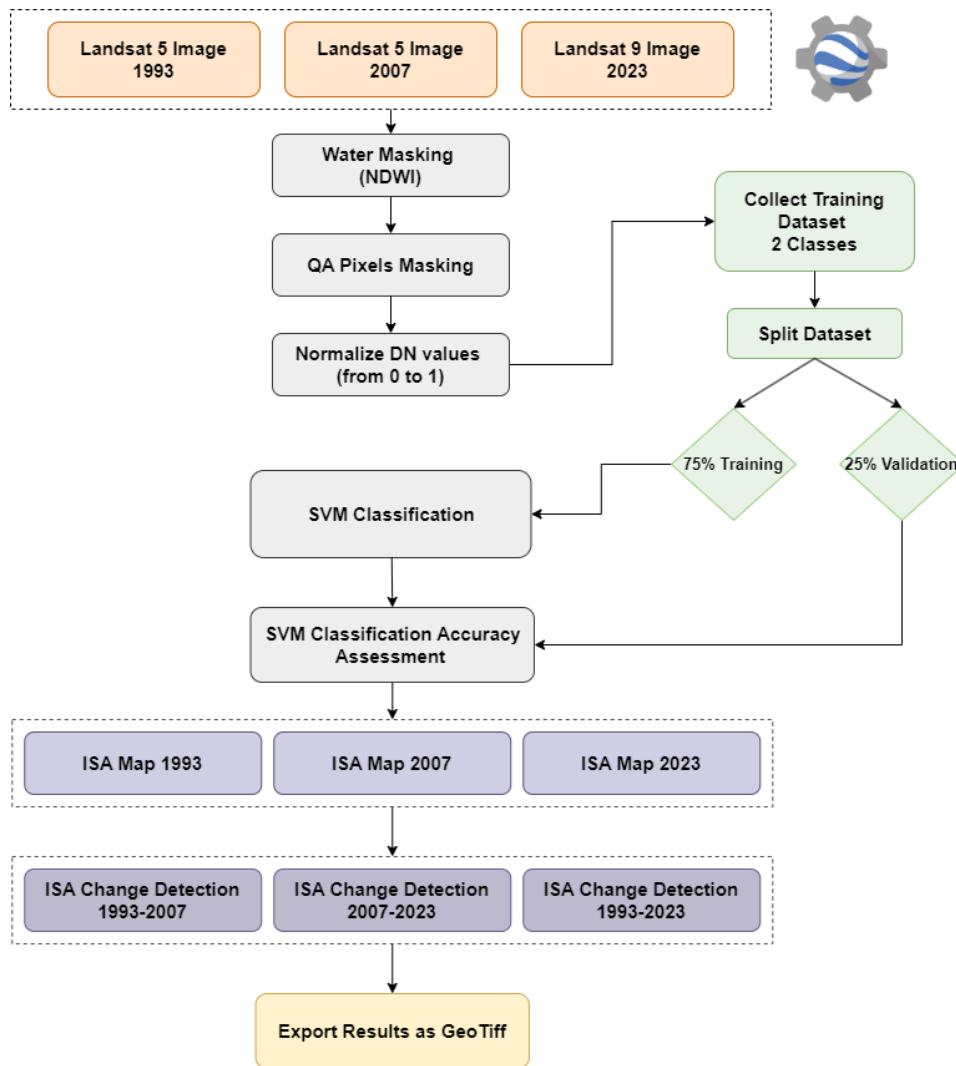 Landsat 5 Image
1993
Landsat 5 Image
2007
Landsat 9 Image
2023
Water Masking
(NDWI)
QA Pixels Masking
Normalize DN values
(from 0 to 1)
Collect Training
Dataset
2 Classes
Split Dataset
75% Training
25% Validation
SVM Classification
SVM Classification Accuracy
Assessment
ISA Map 1993
ISA Map 2007
ISA Map 2023
ISA Change Detection
1993-2007
ISA Change Detection
2007-2023
ISA Change Detection
1993-2023
Export Results as GeoTiff